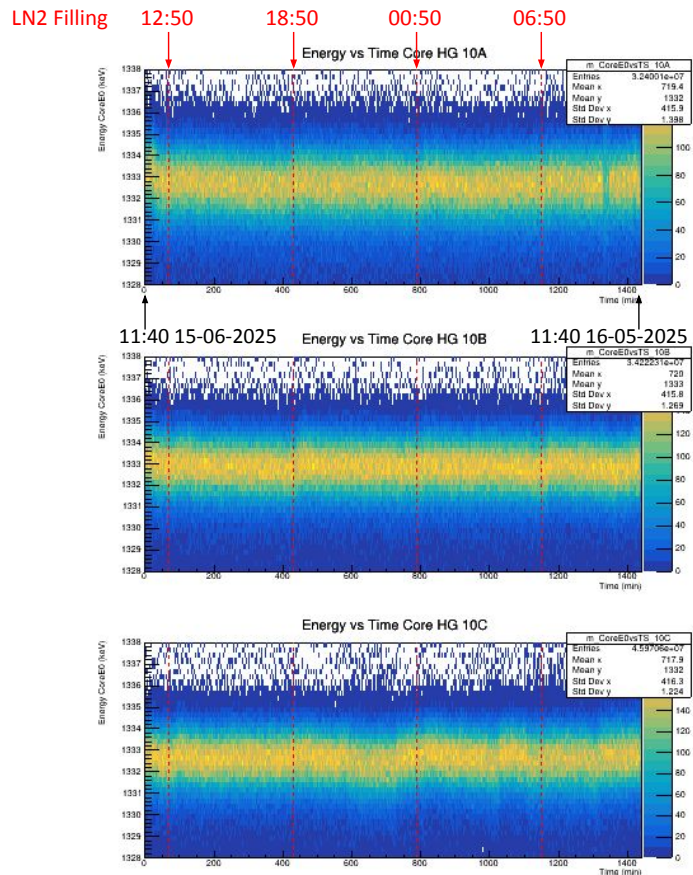 LN2 Filling 12:50 18:50 00:50 06:50
Energy vs Time Core HG 10A
m_CoreE0vsTS_10A
Entries 3.24001e+07
Mean x 719.4
Mean y 1332
Std Dev x 415.9
Std Dev y 1.398
Energy CoreE0 (keV)
1338
1337
1336
1335
1334
1333
1332
1331
1330
1329
1328
100
80
60
40
20
0
0 200 400 600 800 1000 1200 1400
Time (min)
11:40 15-06-2025 11:40 16-05-2025
Energy vs Time Core HG 10B
m_CoreE0vsTS_10B
Entries 3.422231e+07
Mean x 720
Mean y 1333
Std Dev x 415.8
Std Dev y 1.269
Energy CoreE0 (keV)
1338
1337
1336
1335
1334
1333
1332
1331
1330
1329
1328
120
100
80
60
40
20
0
0 200 400 600 800 1000 1200 1400
Time (min)
Energy vs Time Core HG 10C
m_CoreE0vsTS_10C
Entries 4.59706e+07
Mean x 717.9
Mean y 1332
Std Dev x 416.3
Std Dev y 1.224
Energy CoreE0 (keV)
1338
1337
1336
1335
1334
1333
1332
1331
1330
1329
1328
140
120
100
80
60
40
20
0
0 200 400 600 800 1000 1200 1400
Time (min)